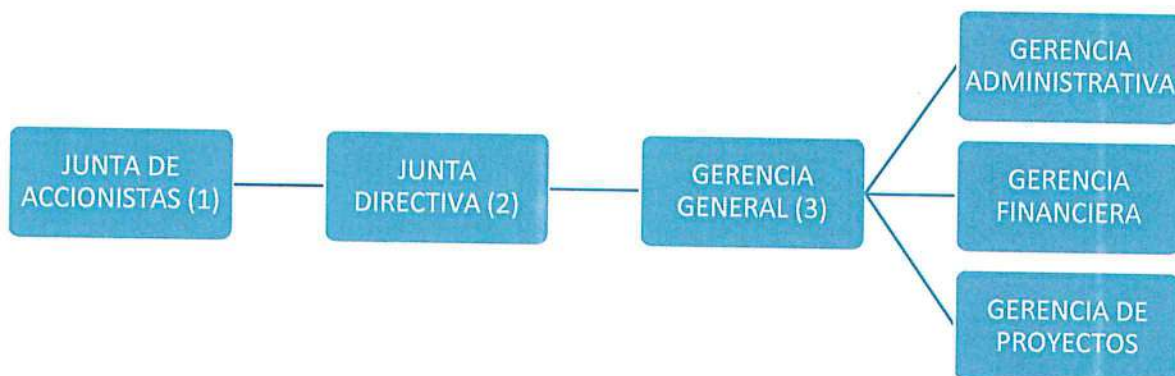 JUNTA DE
ACCIONISTAS (1)
JUNTA
DIRECTIVA (2)
GERENCIA
GENERAL (3)
GERENCIA
ADMINISTRATIVA
GERENCIA
FINANCIERA
GERENCIA DE
PROYECTOS